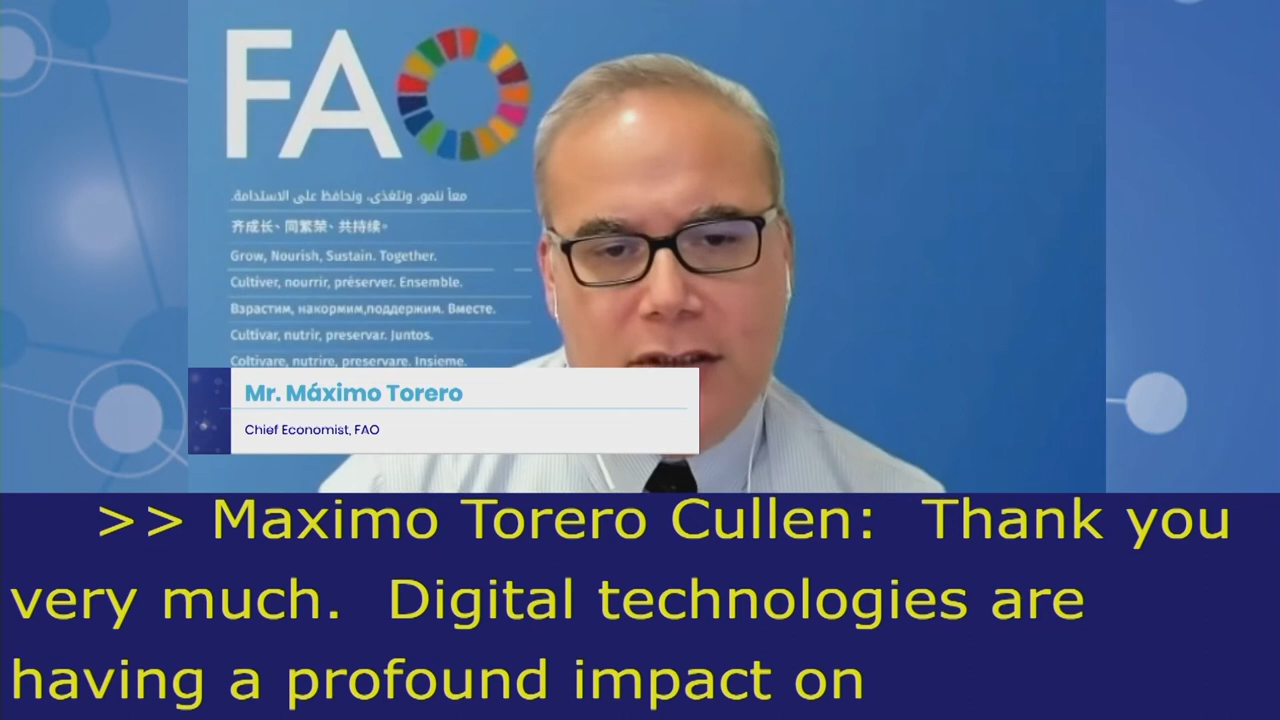 FAO
معاً ننمو، ونتغذى، ونحافظ على الاستدامة.
齐成长、同繁荣、共持续。
Grow, Nourish, Sustain. Together.
Cultiver, nourrir, préserver. Ensemble.
Взрастим, накормим,поддержим. Вместе.
Cultivar, nutrir, preservar. Juntos.
Coltivare, nutrire, preservare. Insieme.
Mr. Máximo Torero
Chief Economist, FAO
>> Maximo Torero Cullen: Thank you
very much. Digital technologies are
having a profound impact on